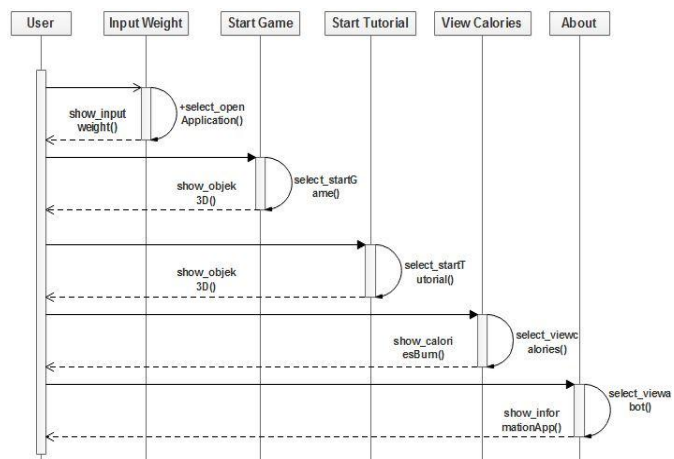 User
Input Weight
Start Game
Start Tutorial
View Calories
About
+select_open
Application()
show_input
weight()
select_startG
ame()
show_objek
3D()
select_startT
utorial()
show_objek
3D()
select_viewc
alories()
show_calori
esBurn()
select_viewa
bot()
show_infor
mationApp()